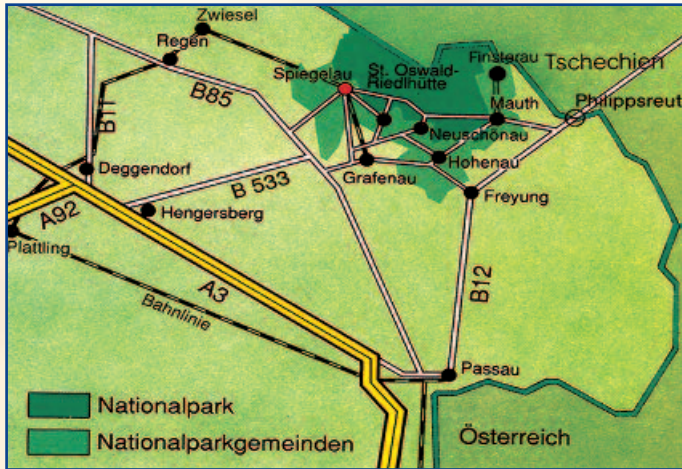 Zwiesel
Regen
Finsterau
Tschechien
St. Oswald-
Riedlhütte
Spiegelau
B85
Mauth
Philippsreut
B11
Neuschönau
Hohenau
Deggendorf
Grafenau
B 533
Freyung
Hengersberg
A92
Plattling
A3
B12
Bahnlinie
Passau
Nationalpark
Nationalparkgemeinden
Österreich